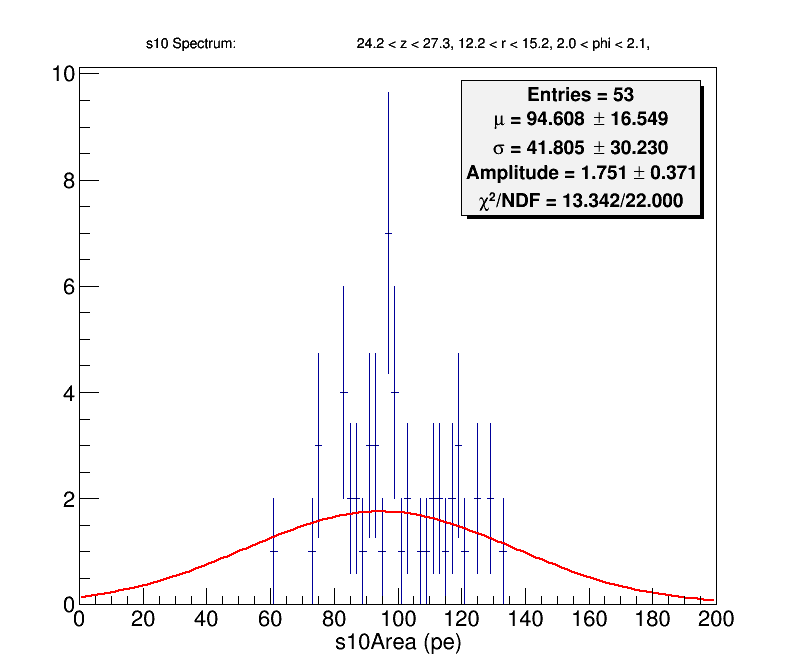 s10 Spectrum: 24.2 < z < 27.3, 12.2 < r < 15.2, 2.0 < phi < 2.1,
Entries = 53
μ = 94.608 ± 16.549
σ = 41.805 ± 30.230
Amplitude = 1.751 ± 0.371
χ²/NDF = 13.342/22.000
10
8
6
4
2
0
0 20 40 60 80 100 120 140 160 180 200
s10Area (pe)